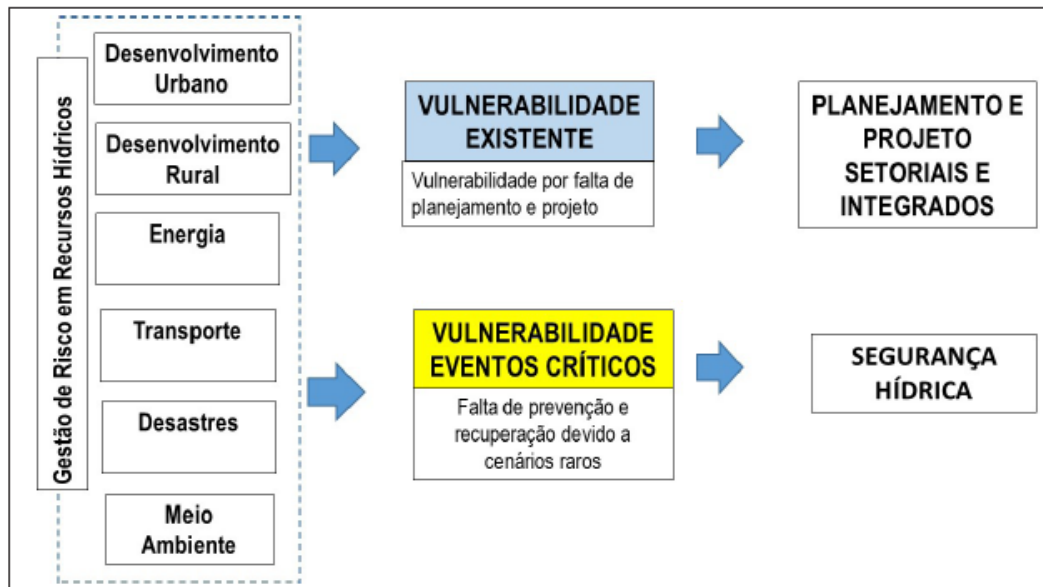 Gestão de Risco em Recursos Hídricos
Desenvolvimento
Urbano
Desenvolvimento
Rural
Energia
Transporte
Desastres
Meio
Ambiente
VULNERABILIDADE
EXISTENTE
Vulnerabilidade por falta de
planejamento e projeto
VULNERABILIDADE
EVENTOS CRÍTICOS
Falta de prevenção e
recuperação devido a
cenários raros
PLANEJAMENTO E
PROJETO
SETORIAIS E
INTEGRADOS
SEGURANÇA
HÍDRICA